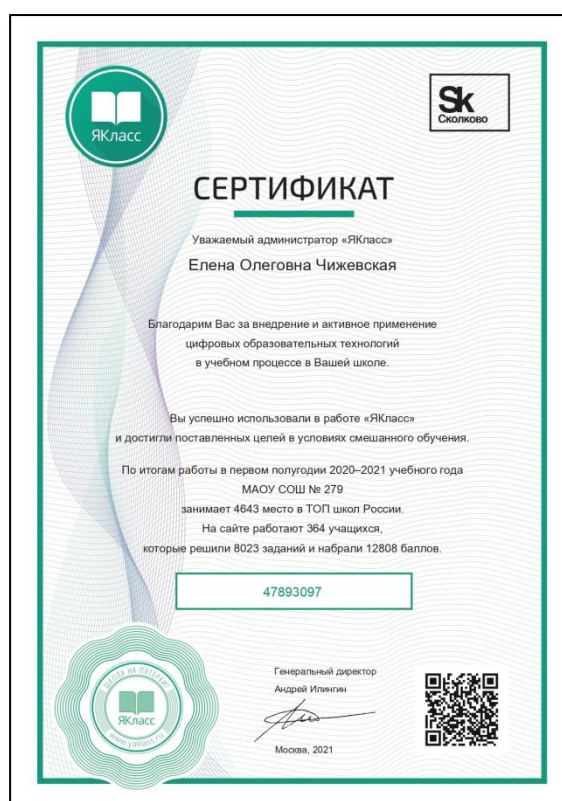 ЯКласс
Sk
Сколково
СЕРТИФИКАТ
Уважаемый администратор «ЯКласс»
Елена Олеговна Чижевская
Благодарим Вас за внедрение и активное применение
цифровых образовательных технологий
в учебном процессе в Вашей школе.
Вы успешно использовали в работе «ЯКласс»
и достигли поставленных целей в условиях смешанного обучения.
По итогам работы в первом полугодии 2020–2021 учебного года
МАОУ СОШ № 279
занимает 4643 место в ТОП школ России.
На сайте работают 364 учащихся,
которые решили 8023 заданий и набрали 12808 баллов.
47893097
ШКОЛА НА ПЯТЕРКУ
ЯКласс
www.yaklass.ru
Генеральный директор
Андрей Илингин
Москва, 2021